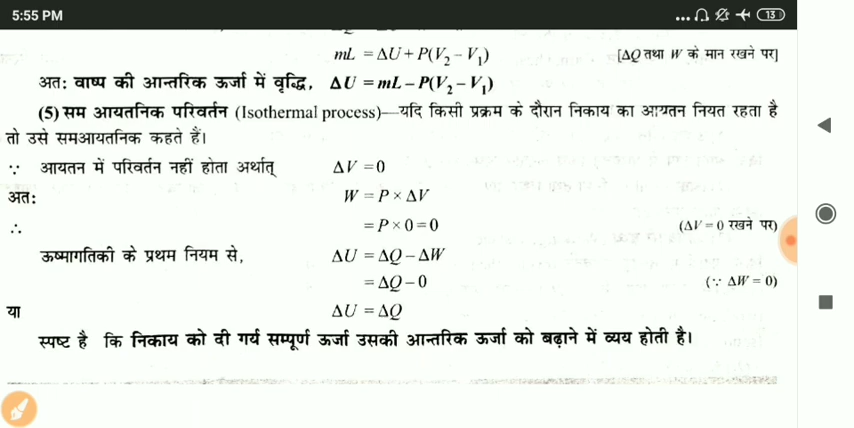 5:55 PM
13
mL = ΔU + P(V₂ – V₁) [ΔQ तथा W के मान रखने पर]
अतः वाष्प की आन्तरिक ऊर्जा में वृद्धि, ΔU = mL – P(V₂ – V₁)
(5) सम आयतनिक परिवर्तन (Isothermal process)—यदि किसी प्रक्रम के दौरान निकाय का आयतन नियत रहता है
तो उसे समआयतनिक कहते हैं।
∵ आयतन में परिवर्तन नहीं होता अर्थात् ΔV = 0
अतः W = P × ΔV
∴ = P × 0 = 0 (ΔV = 0 रखने पर)
ऊष्मागतिकी के प्रथम नियम से, ΔU = ΔQ – ΔW
= ΔQ – 0 (∵ ΔW = 0)
या ΔU = ΔQ
स्पष्ट है कि निकाय को दी गयी सम्पूर्ण ऊर्जा उसकी आन्तरिक ऊर्जा को बढ़ाने में व्यय होती है।